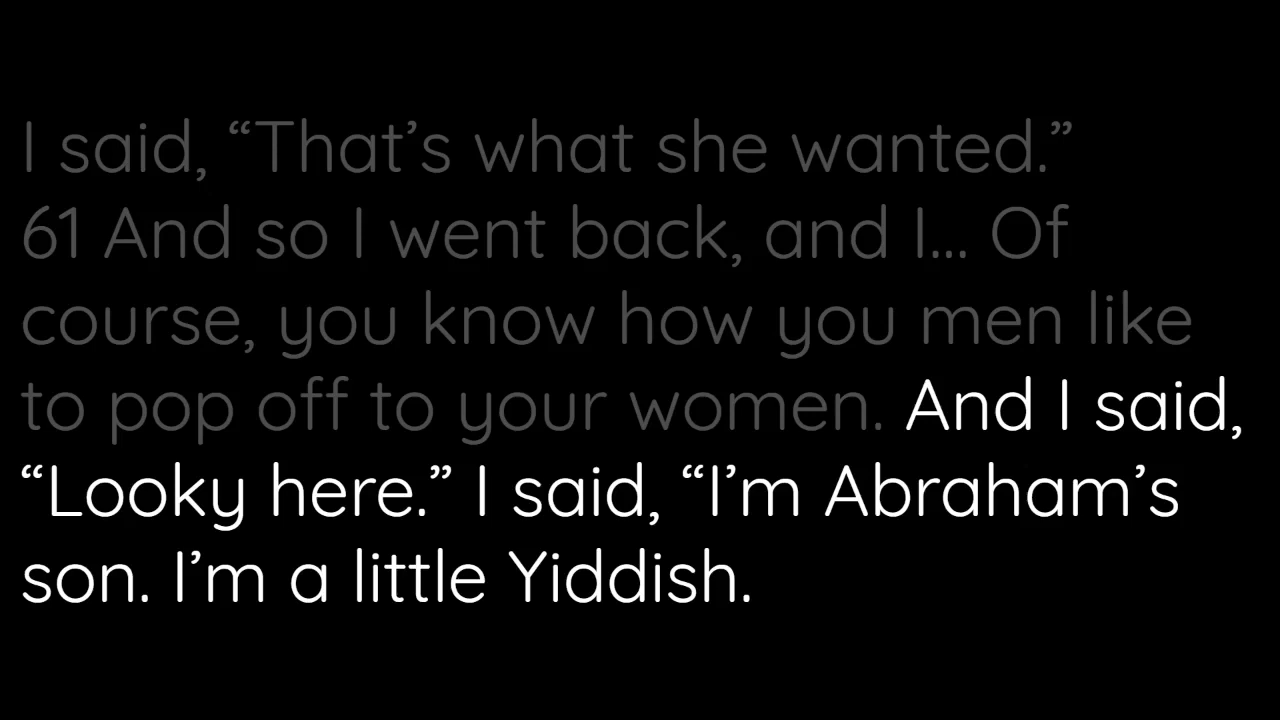 I said, “That’s what she wanted.”
61 And so I went back, and I... Of
course, you know how you men like
to pop off to your women. And I said,
“Looky here.” I said, “I’m Abraham’s
son. I’m a little Yiddish.